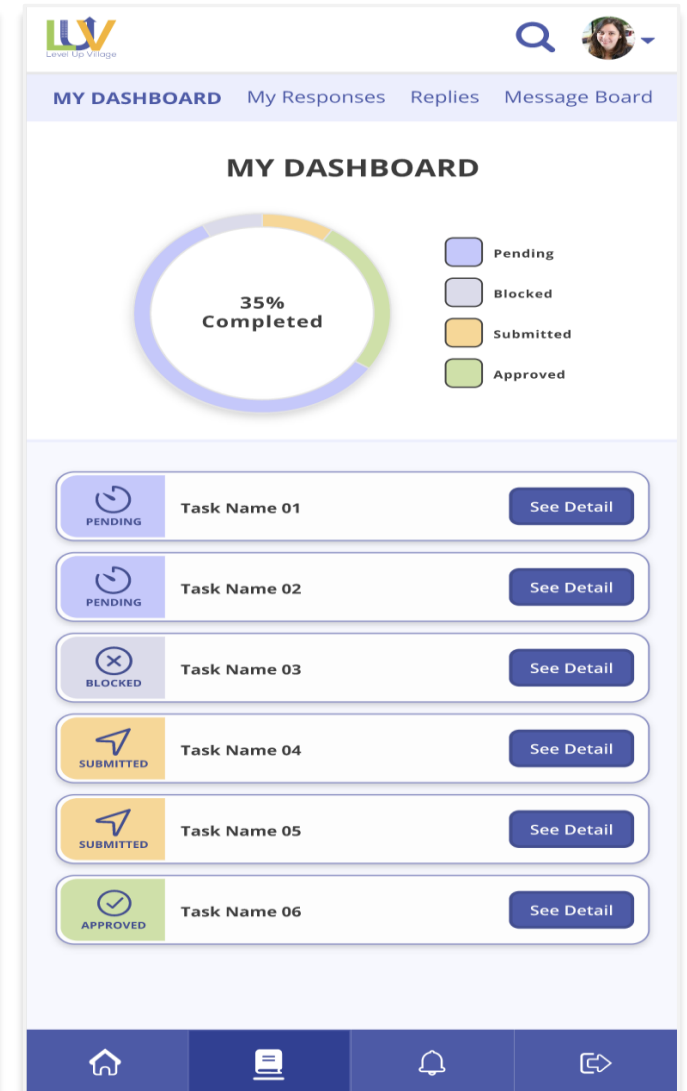 LUV
Level Up Village
MY DASHBOARD My Responses Replies Message Board
MY DASHBOARD
35%
Completed
Pending
Blocked
Submitted
Approved
PENDING
Task Name 01
See Detail
PENDING
Task Name 02
See Detail
BLOCKED
Task Name 03
See Detail
SUBMITTED
Task Name 04
See Detail
SUBMITTED
Task Name 05
See Detail
APPROVED
Task Name 06
See Detail